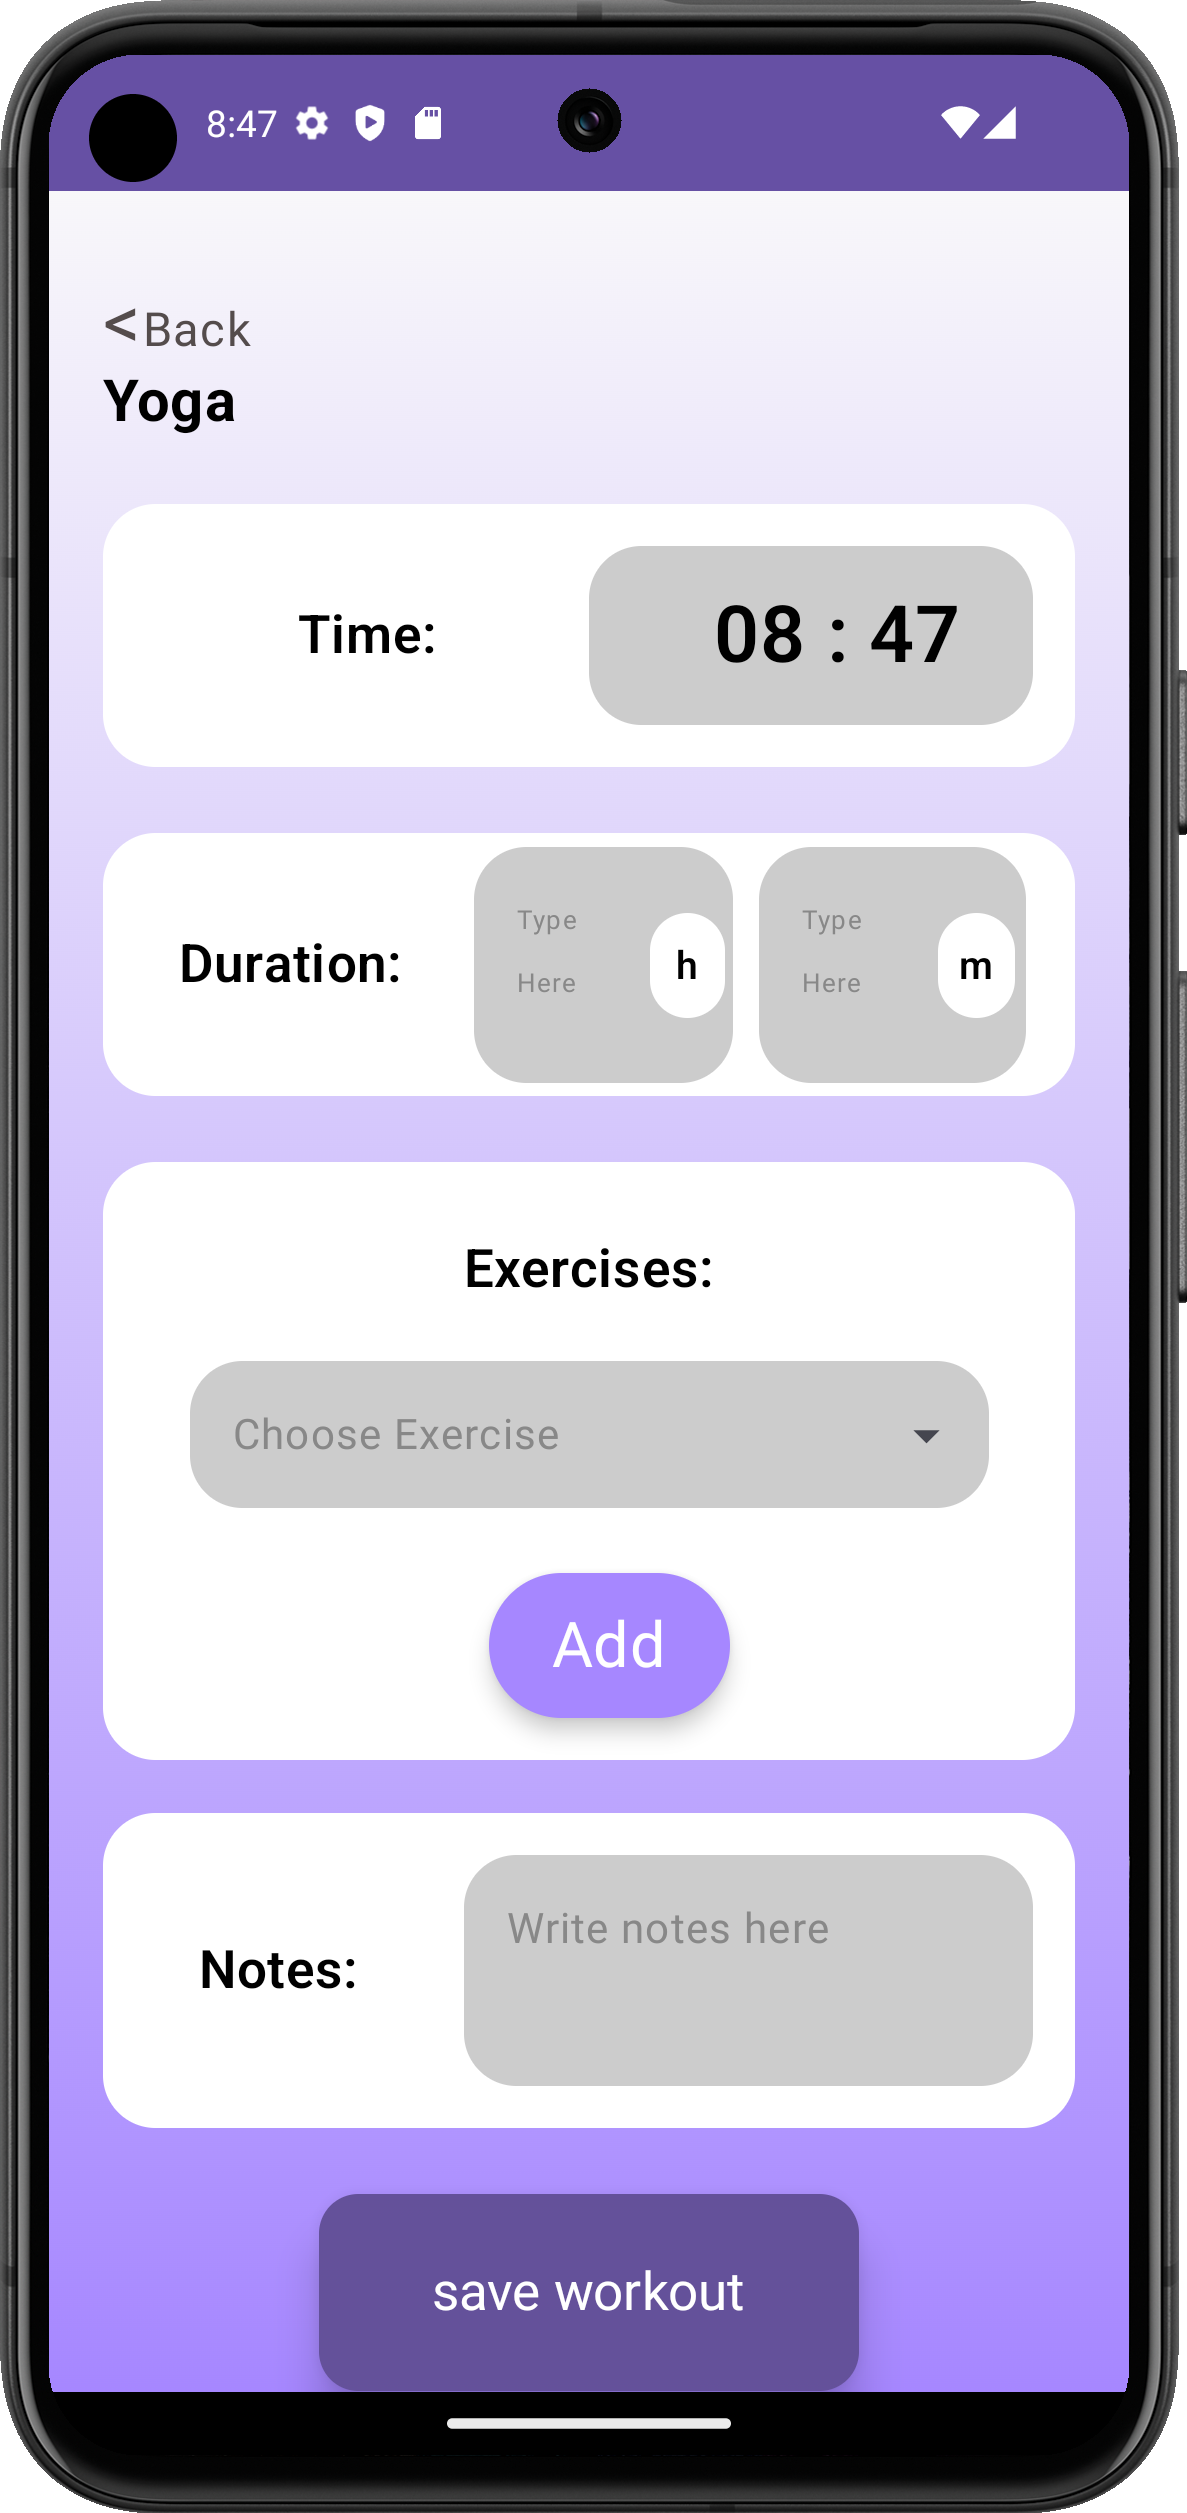 8:47
<Back
Yoga
Time:
08 : 47
Duration:
Type
Here
h
Type
Here
m
Exercises:
Choose Exercise
Add
Notes:
Write notes here
save workout